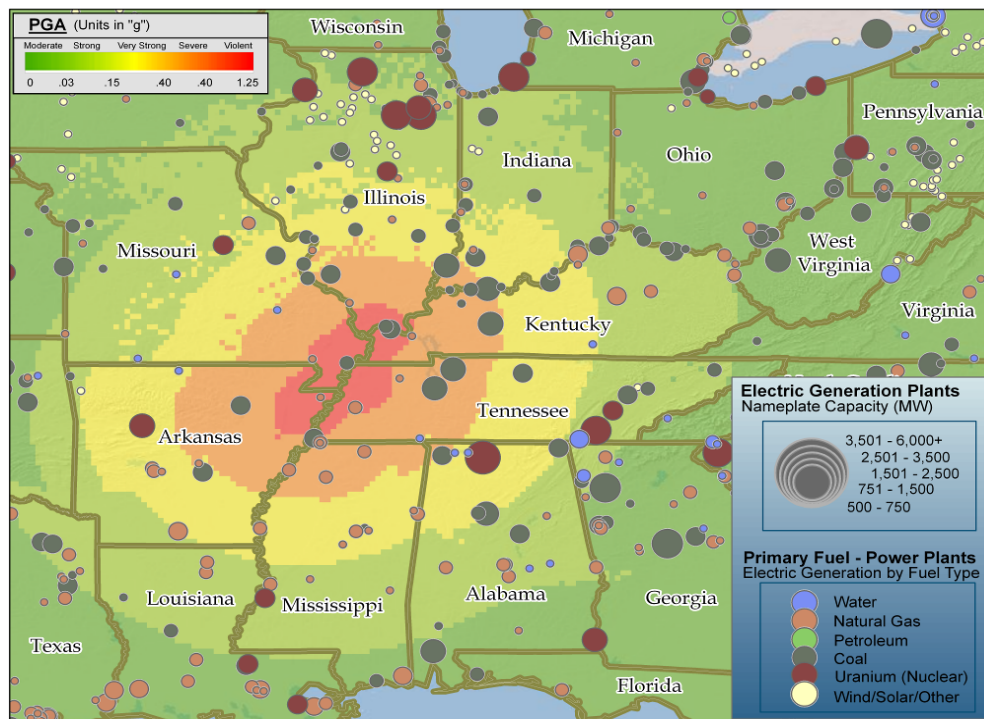 PGA (Units in "g")
Moderate Strong Very Strong Severe Violent
0 .03 .15 .40 .40 1.25
Wisconsin
Michigan
Pennsylvania
Ohio
Indiana
Illinois
Missouri
West
Virginia
Virginia
Kentucky
Tennessee
Arkansas
Electric Generation Plants
Nameplate Capacity (MW)
3,501 - 6,000+
2,501 - 3,500
1,501 - 2,500
751 - 1,500
500 - 750
Primary Fuel - Power Plants
Electric Generation by Fuel Type
Water
Natural Gas
Petroleum
Coal
Uranium (Nuclear)
Wind/Solar/Other
Louisiana
Mississippi
Alabama
Georgia
Texas
Florida